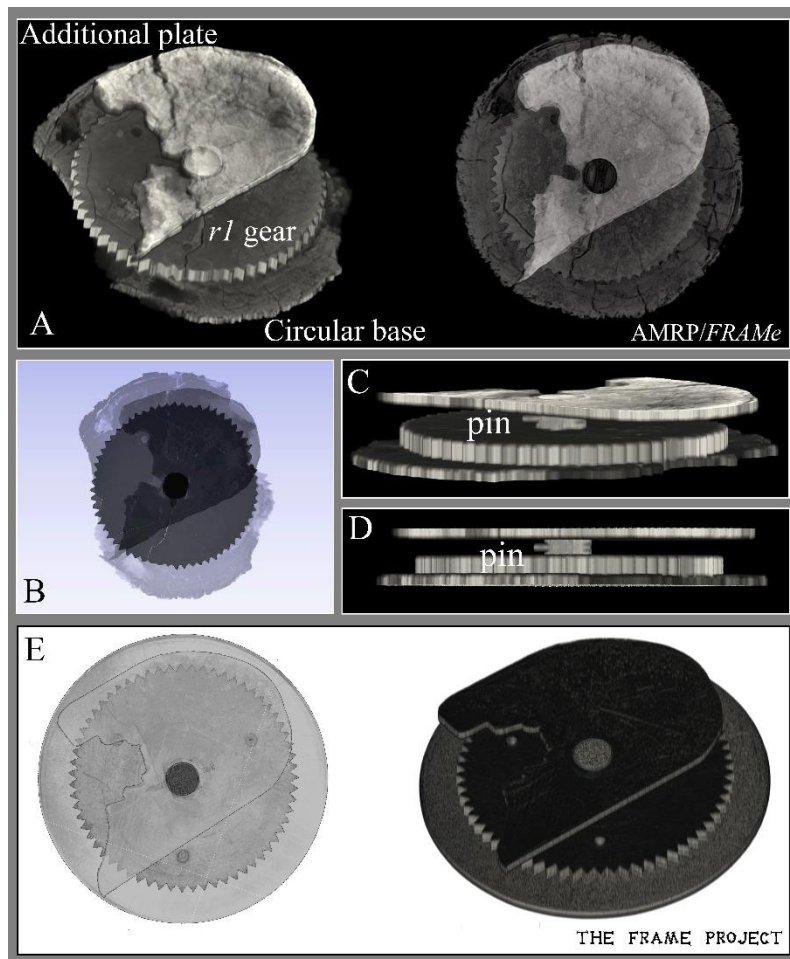 Additional plate
r1 gear
A
Circular base
AMRP/FRAMe
B
C
pin
D
pin
E
THE FRAME PROJECT